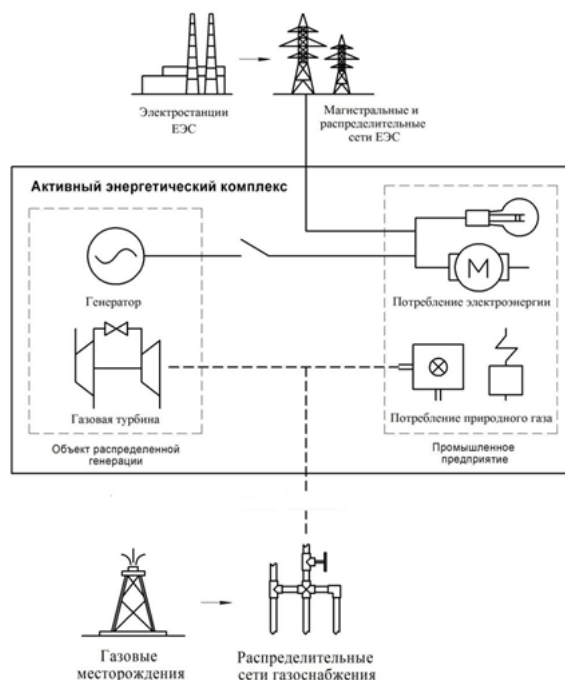 Электростанции
ЕЭС
Магистральные и
распределительные
сети ЕЭС
Активный энергетический комплекс
Генератор
М
Потребление электроэнергии
Газовая турбина
Потребление природного газа
Объект распределенной
генерации
Промышленное
предприятие
Газовые
месторождения
Распределительные
сети газоснабжения